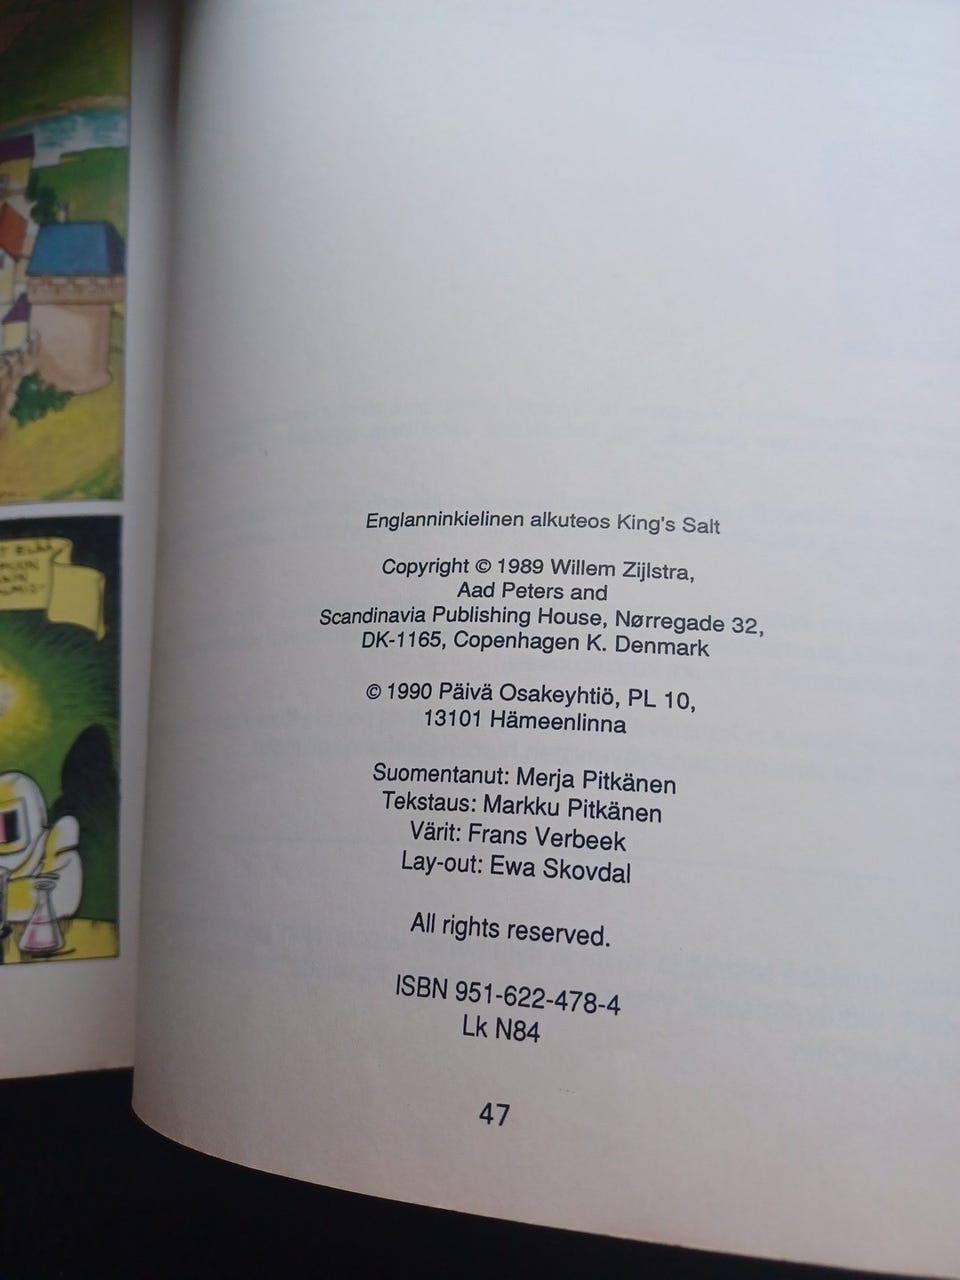 Englanninkielinen alkuteos King's Salt
Copyright © 1989 Willem Zijlstra,
Aad Peters and
Scandinavia Publishing House, Nørregade 32,
DK-1165, Copenhagen K. Denmark
© 1990 Päivä Osakeyhtiö, PL 10,
13101 Hämeenlinna
Suomentanut: Merja Pitkänen
Tekstaus: Markku Pitkänen
Värit: Frans Verbeek
Lay-out: Ewa Skovdal
All rights reserved.
ISBN 951-622-478-4
Lk N84
47